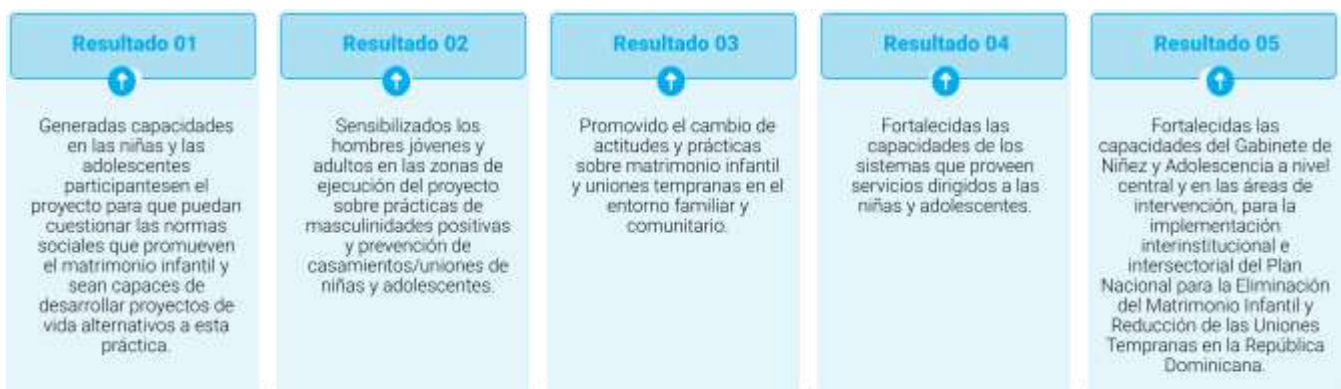 Resultado 01
Generadas capacidades
en las niñas y las
adolescentes
participantesen el
proyecto para que puedan
cuestionar las normas
sociales que promueven
el matrimonio infantil y
sean capaces de
desarrollar proyectos de
vida alternativos a esta
práctica.
Resultado 02
Sensibilizados los
hombres jóvenes y
adultos en las zonas de
ejecución del proyecto
sobre prácticas de
masculinidades positivas
y prevención de
casamientos/uniones de
niñas y adolescentes.
Resultado 03
Promovido el cambio de
actitudes y prácticas
sobre matrimonio infantil
y uniones tempranas en el
entorno familiar y
comunitario.
Resultado 04
Fortalecidas las
capacidades de los
sistemas que proveen
servicios dirigidos a las
niñas y adolescentes.
Resultado 05
Fortalecidas las
capacidades del Gabinete de
Niñez y Adolescencia a nivel
central y en las áreas de
intervención, para la
implementación
interinstitucional e
intersectorial del Plan
Nacional para la Eliminación
del Matrimonio Infantil y
Reducción de las Uniones
Tempranas en la República
Dominicana.